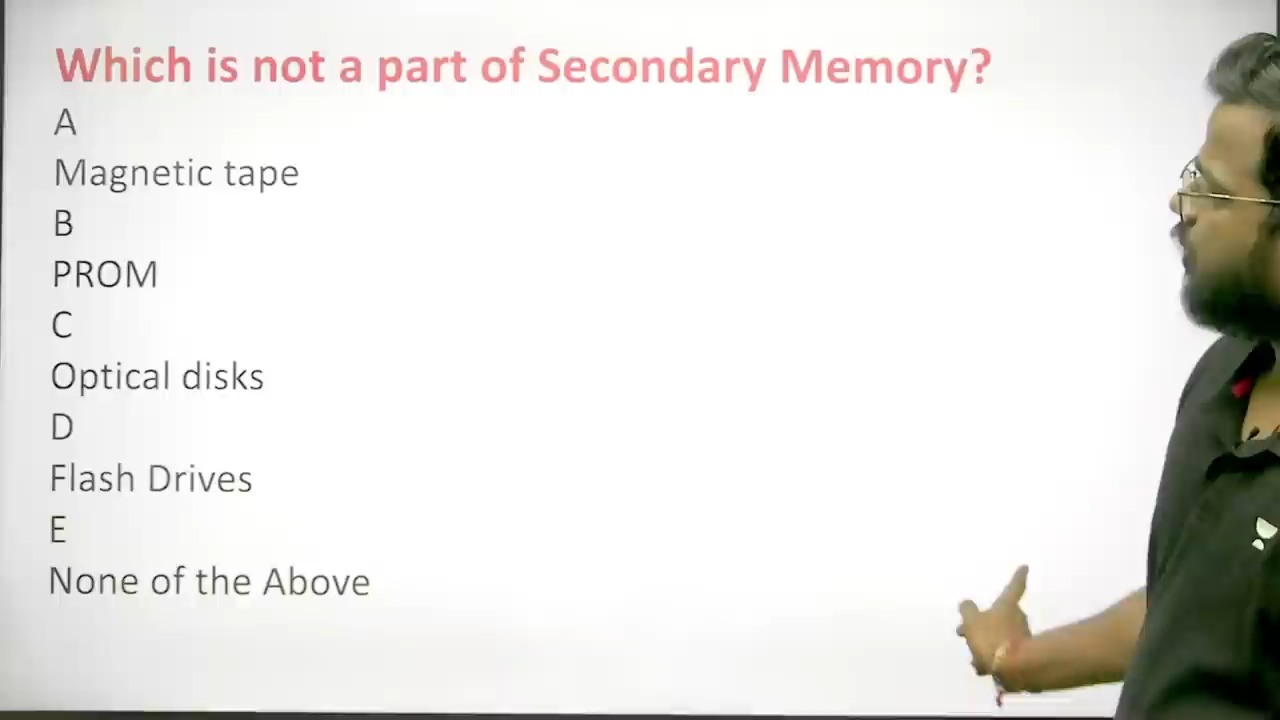 Which is not a part of Secondary Memory?
A
Magnetic tape
B
PROM
C
Optical disks
D
Flash Drives
E
None of the Above